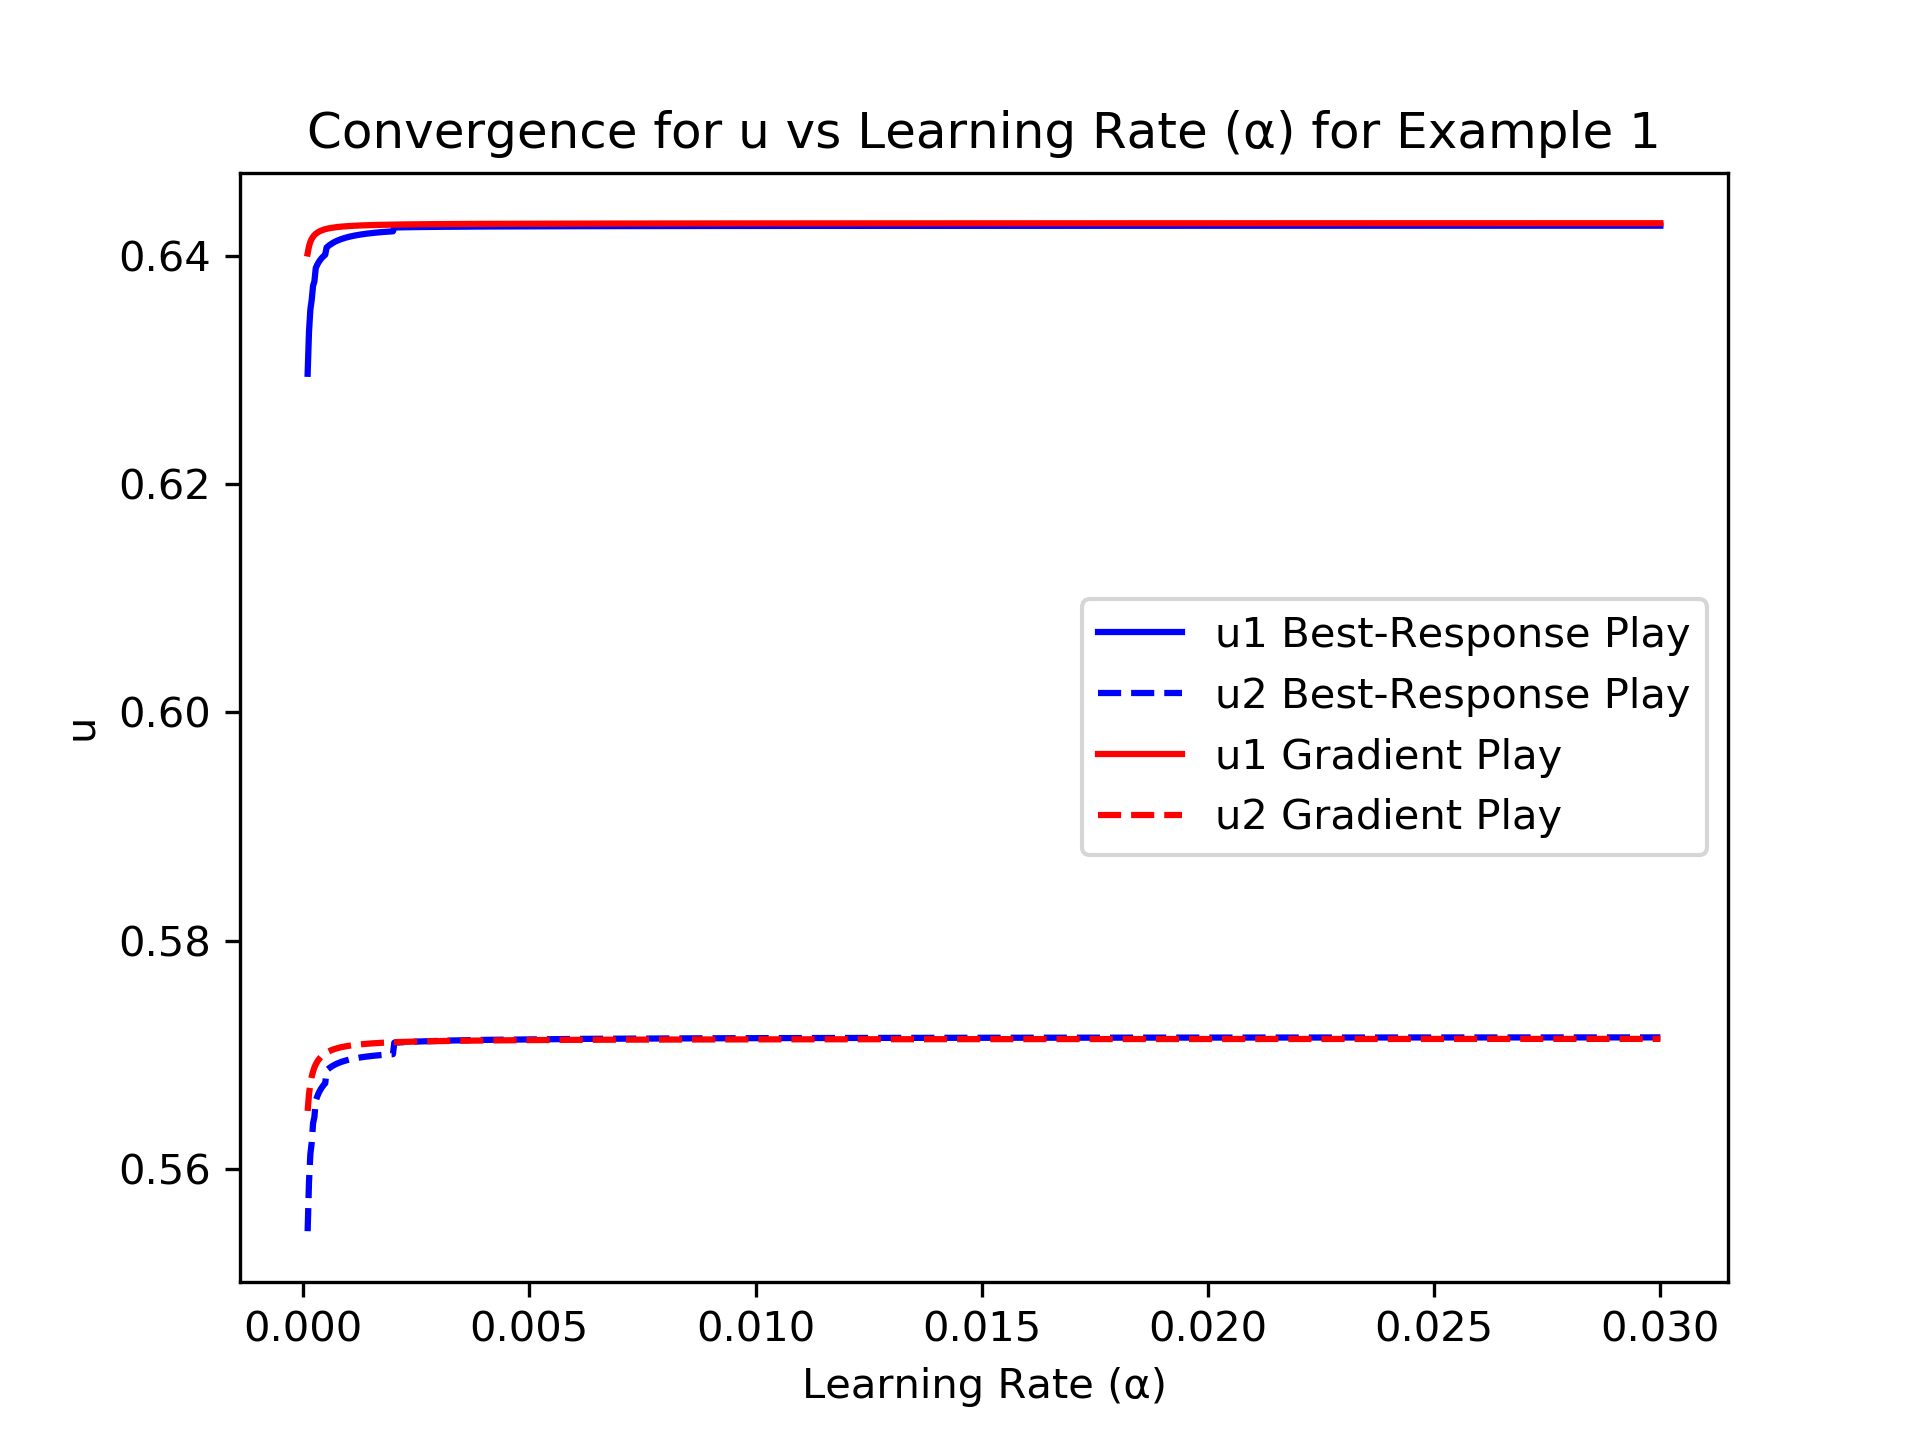 Convergence for u vs Learning Rate (α) for Example 1
0.64
0.62
0.60
0.58
0.56
u
u1 Best-Response Play
u2 Best-Response Play
u1 Gradient Play
u2 Gradient Play
0.000 0.005 0.010 0.015 0.020 0.025 0.030
Learning Rate (α)